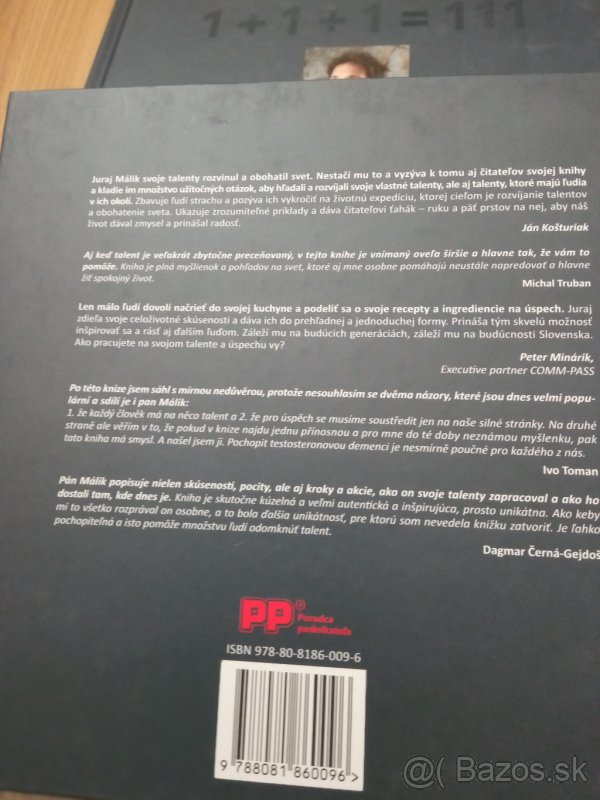 1 + 1 + 1 = 111
Juraj Málik svoje talenty rozvinul a obohatil svet. Nestačí mu to a vyzýva k tomu aj čitateľov svojej knihy
a kladie im množstvo užitočných otázok, aby hľadali a rozvíjali svoje vlastné talenty, ale aj talenty, ktoré majú ľudia
v ich okolí. Zbavuje ľudí strachu a pozýva ich vykročiť na životnú expedíciu, ktorej cieľom je rozvíjanie talentov
a obohatenie sveta. Ukazuje zrozumiteľné príklady a dáva čitateľovi ťahák – ruku a päť prstov na nej, aby náš
život dával zmysel a prinášal radosť.
Ján Košturiak
Aj keď talent je veľakrát zbytočne preceňovaný, v tejto knihe je vnímaný oveľa širšie a hlavne tak, že vám to
pomôže. Kniha je plná myšlienok a pohľadov na svet, ktoré aj mne osobne pomáhajú neustále napredovať a hlavne
žiť spokojný život.
Michal Truban
Len málo ľudí dovolí načrieť do svojej kuchyne a podeliť sa o svoje recepty a ingrediencie na úspech. Juraj
zdieľa svoje celoživotné skúsenosti a dáva ich do prehľadnej a jednoduchej formy. Prináša tým skvelú možnosť
inšpirovať sa a rásť aj ďalším ľuďom. Záleží mu na budúcich generáciách, záleží mu na budúcnosti Slovenska.
Ako pracujete na svojom talente a úspechu vy?
Peter Minárik,
Executive partner COMM-PASS
Po této knize jsem sáhl s mírnou nedůvěrou, protože nesouhlasím se dvěma názory, které jsou dnes velmi popu-
lární a sdílí je i pan Málik:
1. že každý člověk má na něco talent a 2. že pro úspěch se musíme soustředit jen na naše silné stránky. Na druhé
straně ale věřím v to, že pokud v knize najdu jednu přínosnou a pro mne do té doby neznámou myšlenku, pak
tato kniha má smysl. A našel jsem ji. Pochopit testosteronovou demenci je nesmírně poučné pro každého z nás.
Ivo Toman
Pán Málik popisuje nielen skúsenosti, pocity, ale aj kroky a akcie, ako on svoje talenty zapracoval a ako ho
dostali tam, kde dnes je. Kniha je skutočne kúzelná a veľmi autentická a inšpirujúca, prosto unikátna. Ako keby
mi to všetko rozprával on osobne, a to bola ďalšia unikátnosť, pre ktorú som nevedela knižku zatvoriť. Je ľahko
pochopiteľná a isto pomôže množstvu ľudí odomknúť talent.
Dagmar Černá-Gejdoš
PP®
Poradca
podnikateľa
ISBN 978-80-8186-009-6
9 788081 860096 >
@( Bazos.sk